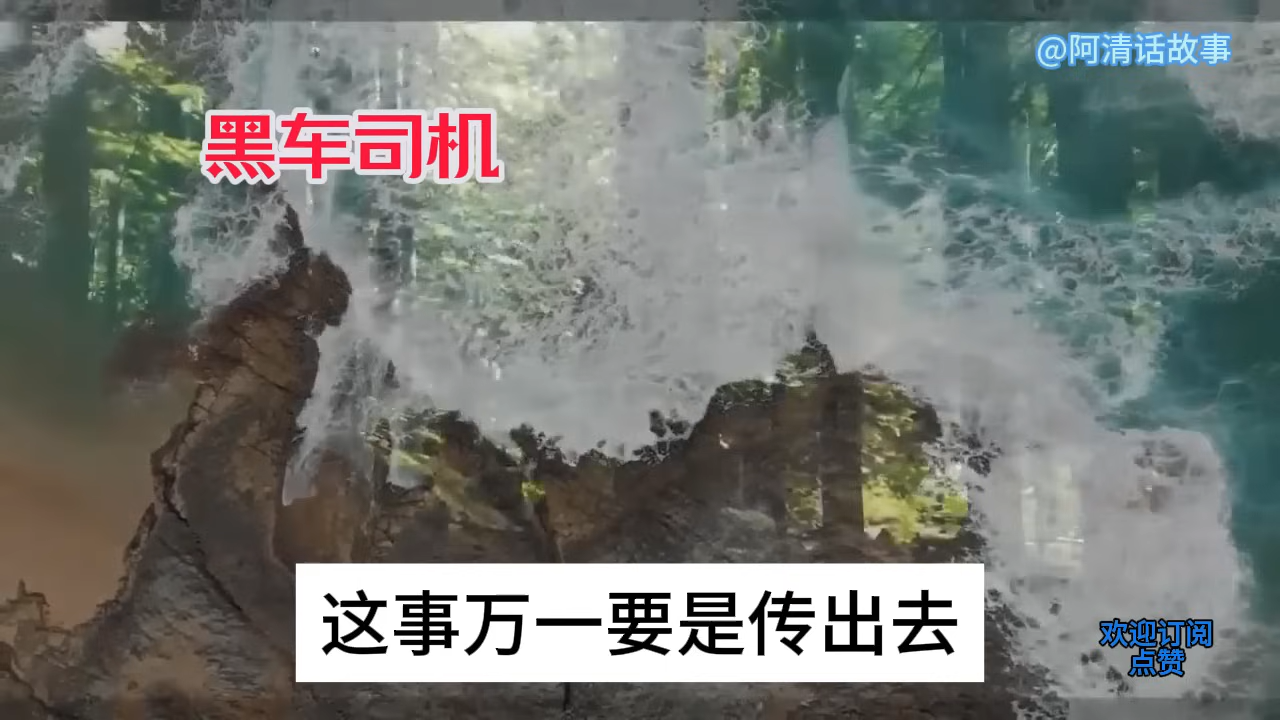 @阿清话故事
黑车司机
这事万一要是传出去
欢迎订阅
点赞